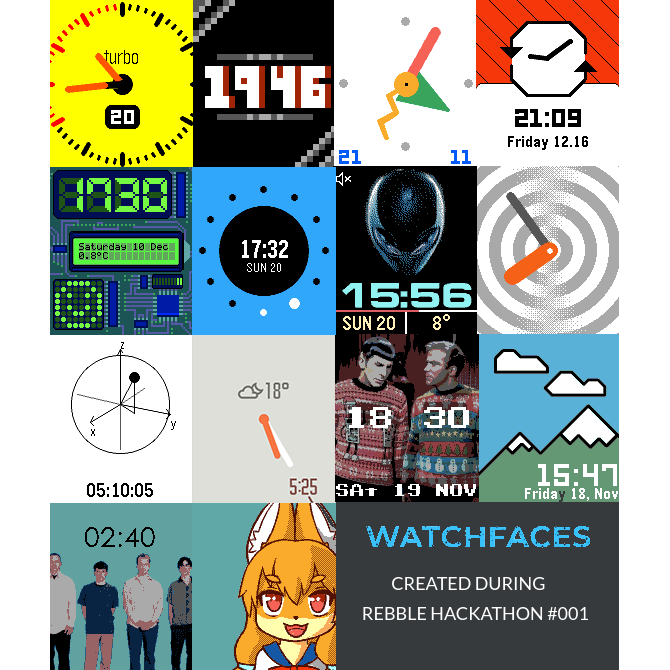 turbo
20
1946
21 11
21:09
Friday 12.16
1730
Saturday 10 Dec
0.8°C
17:32
SUN 20
15:56
SUN 20 8°
z
x y
05:10:05
18°
5:25
18 30
SAT 19 NOV
15:47
Friday 18, Nov
02:40
WATCHFACES
CREATED DURING
REBBLE HACKATHON #001